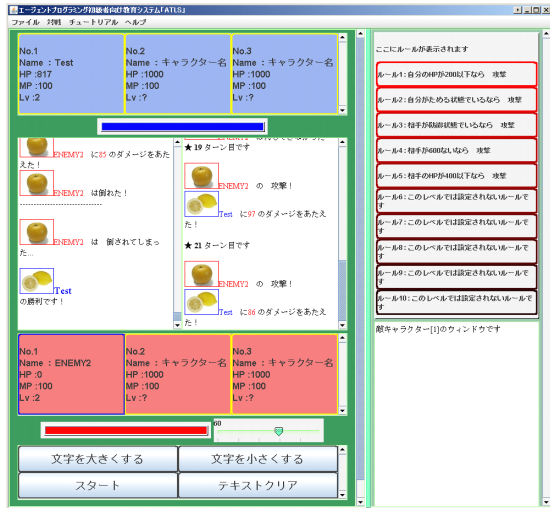 エージェントプログラミング初級者向け教育システム「ATLS」
ファイル 対戦 チュートリアル ヘルプ
No.1
Name : Test
HP :817
MP :100
Lv :2
No.2
Name : キャラクター名
HP :1000
MP :100
Lv :?
No.3
Name : キャラクター名
HP :1000
MP :100
Lv :?
ENEMY2 に85 のダメージをあた
えた！
ENEMY2 は倒れた！
------------------------------
ENEMY2 は 倒されてしまっ
た...
Test
の勝利です！
★ 19 ターン目です
ENEMY2 の 攻撃！
Test に97 のダメージをあたえ
た！
★ 21 ターン目です
ENEMY2 の 攻撃！
Test に86 のダメージをあたえ
た！
No.1
Name : ENEMY2
HP :0
MP :100
Lv :?
No.2
Name : キャラクター名
HP :1000
MP :100
Lv :?
No.3
Name : キャラクター名
HP :1000
MP :100
Lv :?
60
文字を大きくする
文字を小さくする
スタート
テキストクリア
ここにルールが表示されます
ルール1：自分のHPが200以下なら 攻撃
ルール2：自分がためる状態でいるなら 攻撃
ルール3：相手が防御状態でいるなら 攻撃
ルール4：相手が600ないなら 攻撃
ルール5：相手のHPが400以下なら 攻撃
ルール6：このレベルでは設定されないルールで
す
ルール7：このレベルでは設定されないルールで
す
ルール8：このレベルでは設定されないルールで
す
ルール9：このレベルでは設定されないルールで
す
ルール10：このレベルでは設定されないルールで
す
敵キャラクター[1]のウィンドウです